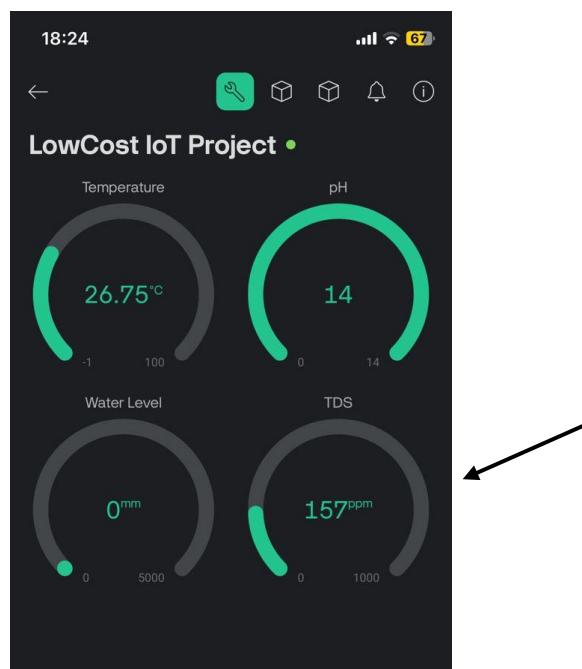 18:24 67
LowCost IoT Project
Temperature pH
26.75°C 14
-1 100 0 14
Water Level TDS
0mm 157ppm
0 5000 0 1000